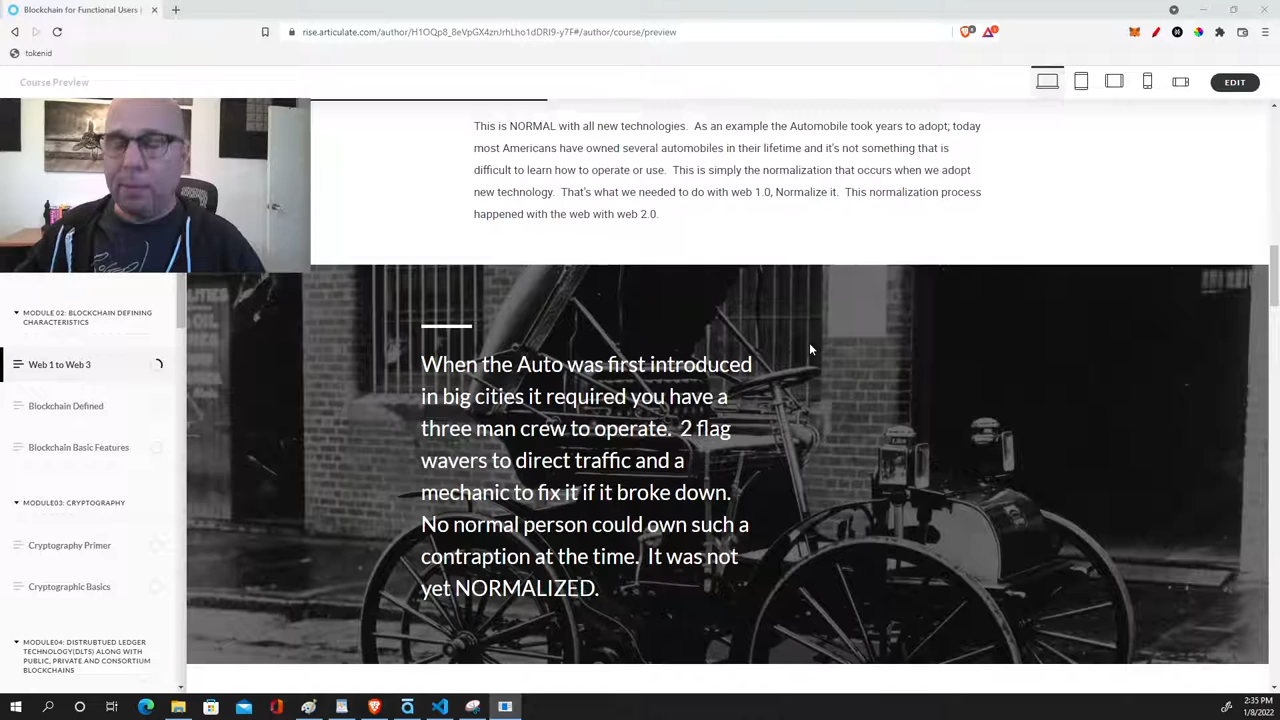 Blockchain for Functional Users |
rise.articulate.com/author/H1OQp8_8eVpGX4znJrhLho1dDRI9-y7F#/author/course/preview
tokenid
Course Preview
EDIT
This is NORMAL with all new technologies. As an example the Automobile took years to adopt; today
most Americans have owned several automobiles in their lifetime and it's not something that is
difficult to learn how to operate or use. This is simply the normalization that occurs when we adopt
new technology. That's what we needed to do with web 1.0, Normalize it. This normalization process
happened with the web with web 2.0.
MODULE 02: BLOCKCHAIN DEFINING
CHARACTERISTICS
Web 1 to Web 3
Blockchain Defined
Blockchain Basic Features
MODULE03: CRYPTOGRAPHY
Cryptography Primer
Cryptographic Basics
MODULE04: DISTRUBTUED LEDGER
TECHNOLOGY(DLTS) ALONG WITH
PUBLIC, PRIVATE AND CONSORTIUM
BLOCKCHAINS
When the Auto was first introduced
in big cities it required you have a
three man crew to operate. 2 flag
wavers to direct traffic and a
mechanic to fix it if it broke down.
No normal person could own such a
contraption at the time. It was not
yet NORMALIZED.
2:35 PM
1/8/2022